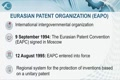 EURASIAN PATENT ORGANIZATION (EAPO)
International intergovernmental organization
9 September 1994: The Eurasian Patent Convention
(EAPC) signed in Moscow
12 August 1995: EAPC entered into force
Regional system for the protection of inventions based
on a unitary patent